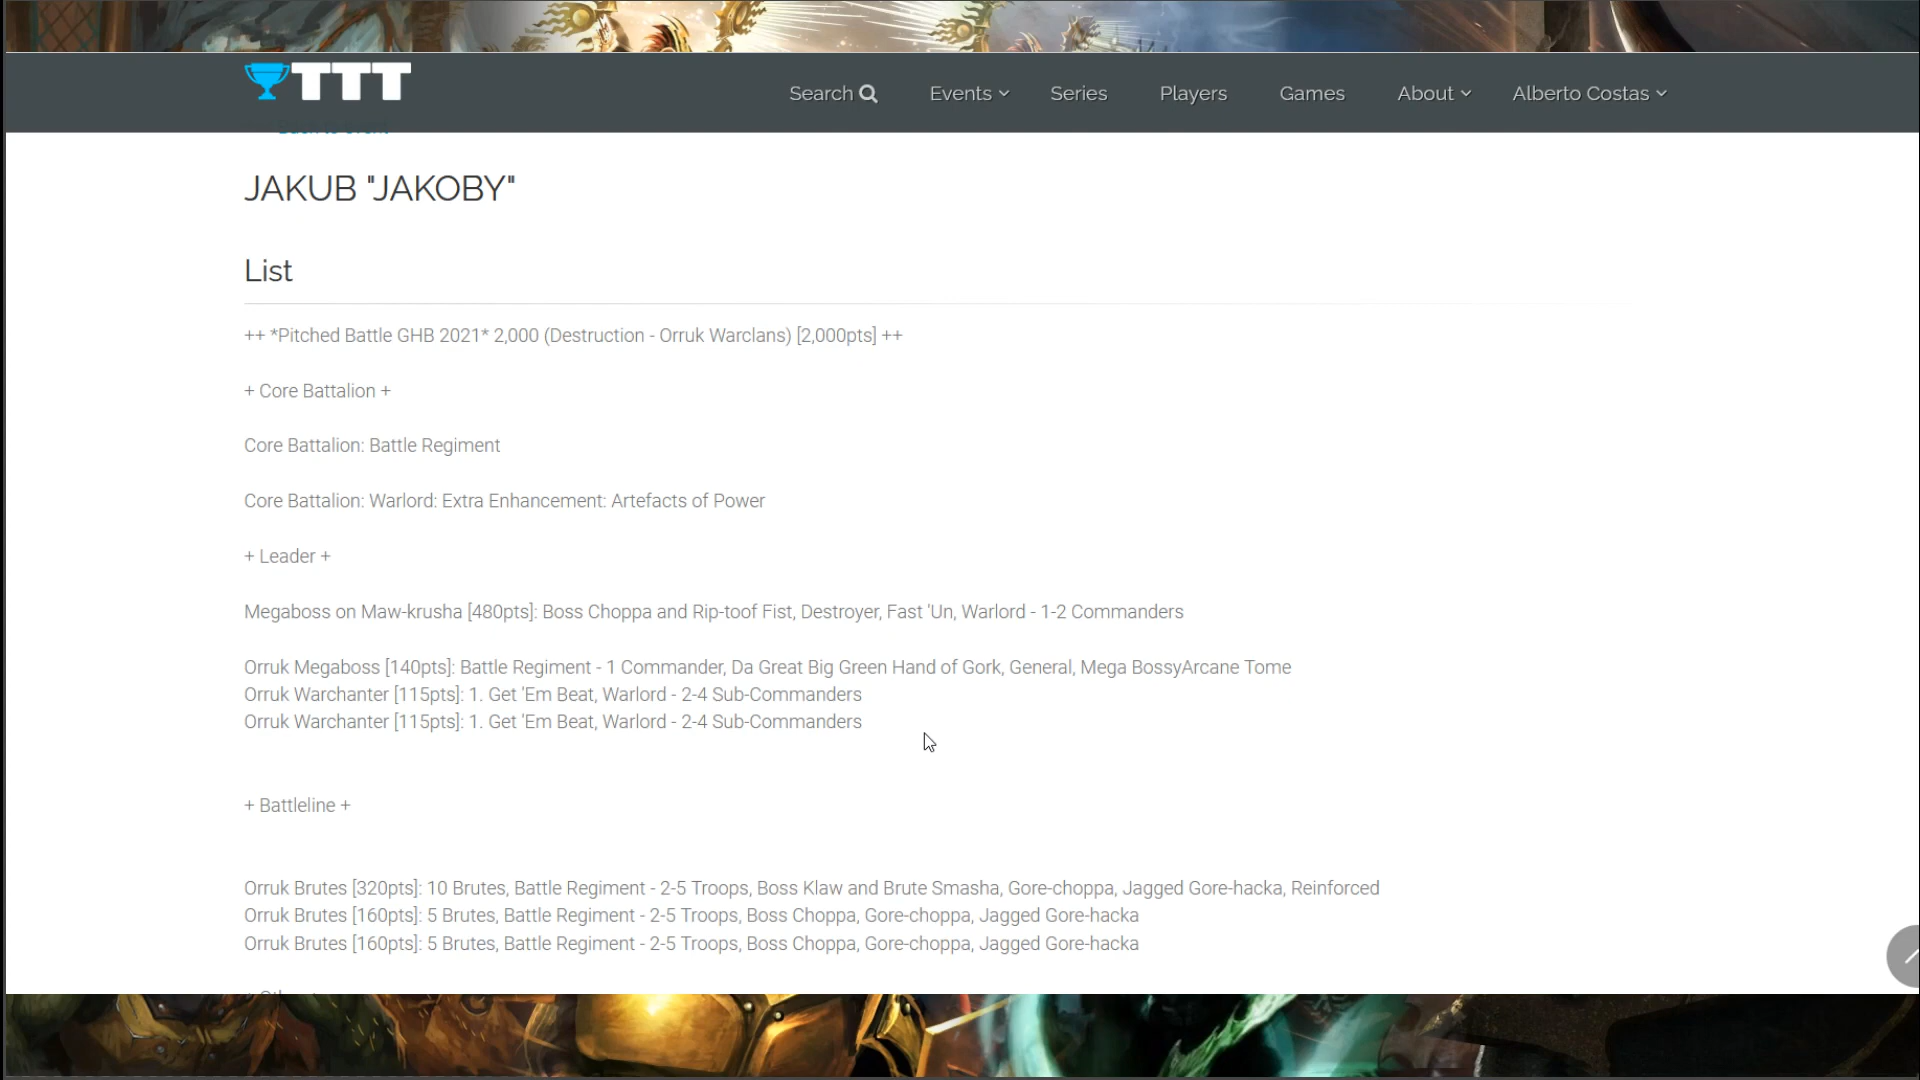 TTT
Search
Events
Series
Players
Games
About
Alberto Costas
JAKUB "JAKOBY"
List
++ *Pitched Battle GHB 2021* 2,000 (Destruction - Orruk Warclans) [2,000pts] ++
+ Core Battalion +
Core Battalion: Battle Regiment
Core Battalion: Warlord: Extra Enhancement: Artefacts of Power
+ Leader +
Megaboss on Maw-krusha [480pts]: Boss Choppa and Rip-toof Fist, Destroyer, Fast 'Un, Warlord - 1-2 Commanders
Orruk Megaboss [140pts]: Battle Regiment - 1 Commander, Da Great Big Green Hand of Gork, General, Mega BossyArcane Tome
Orruk Warchanter [115pts]: 1. Get 'Em Beat, Warlord - 2-4 Sub-Commanders
Orruk Warchanter [115pts]: 1. Get 'Em Beat, Warlord - 2-4 Sub-Commanders
+ Battleline +
Orruk Brutes [320pts]: 10 Brutes, Battle Regiment - 2-5 Troops, Boss Klaw and Brute Smasha, Gore-choppa, Jagged Gore-hacka, Reinforced
Orruk Brutes [160pts]: 5 Brutes, Battle Regiment - 2-5 Troops, Boss Choppa, Gore-choppa, Jagged Gore-hacka
Orruk Brutes [160pts]: 5 Brutes, Battle Regiment - 2-5 Troops, Boss Choppa, Gore-choppa, Jagged Gore-hacka